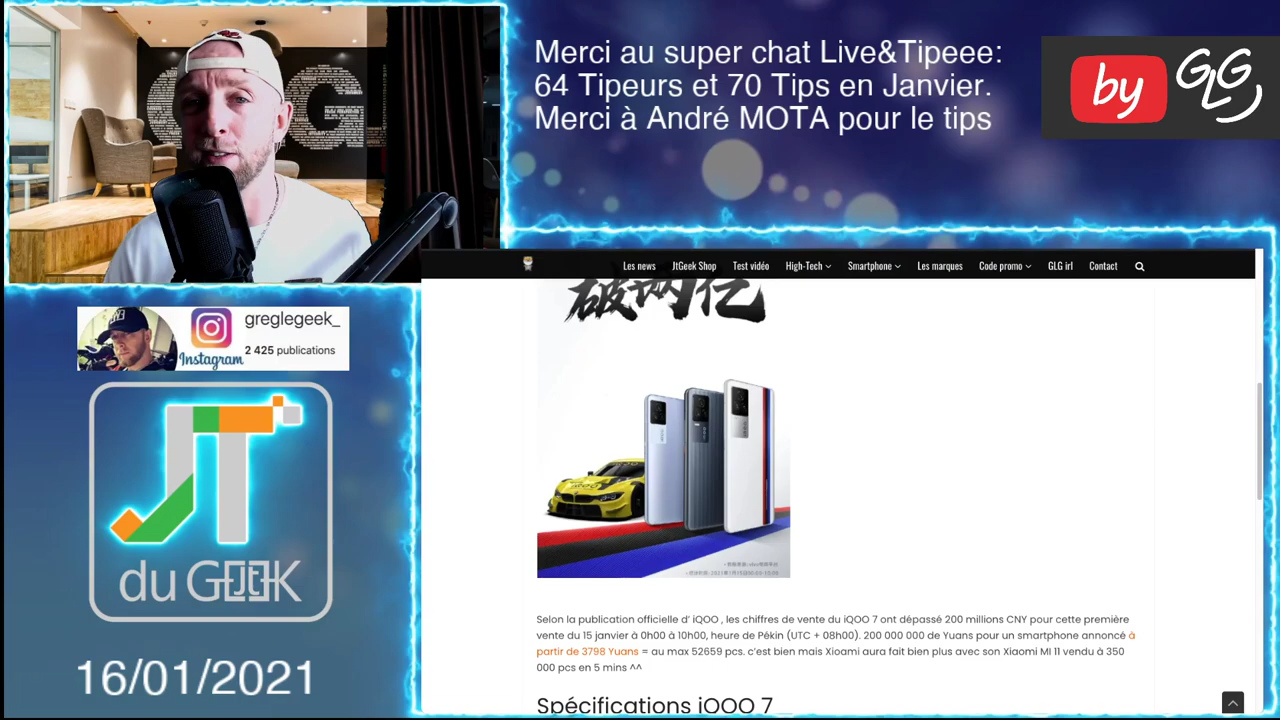 Merci au super chat Live&Tipeee:
64 Tipeurs et 70 Tips en Janvier.
Merci à André MOTA pour le tips
by GLG
Les news JtGeek Shop Test vidéo High-Tech Smartphone Les marques Code promo GLG irl Contact
破两亿
greglegeek_
Instagram
2 425 publications
JT
du GEEK
16/01/2021
Selon la publication officielle d' iQOO , les chiffres de vente du iQOO 7 ont dépassé 200 millions CNY pour cette première
vente du 15 janvier à 0h00 à 10h00, heure de Pékin (UTC + 08h00). 200 000 000 de Yuans pour un smartphone annoncé à
partir de 3798 Yuans = au max 52659 pcs. c'est bien mais Xioami aura fait bien plus avec son Xiaomi MI 11 vendu à 350
000 pcs en 5 mins ^^
Spécifications iQOO 7